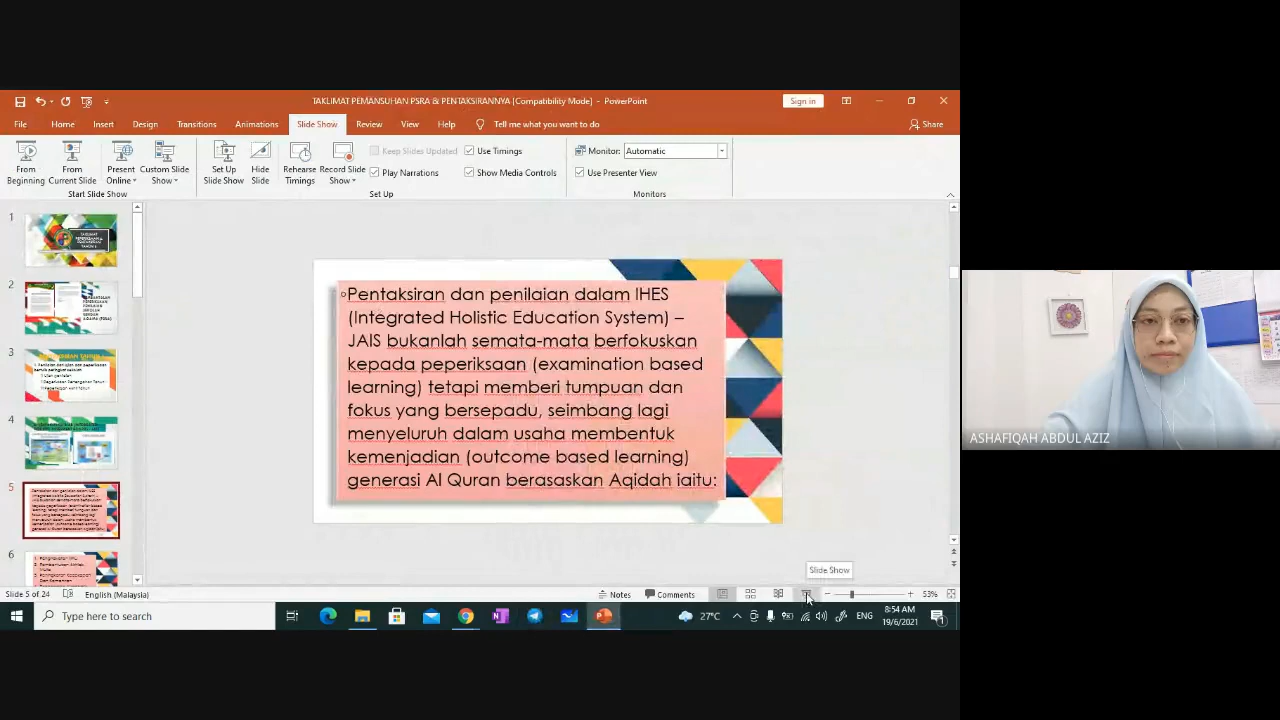 TAKLIMAT PEMANSUHAN PSRA & PENTAKSIRANNYA [Compatibility Mode] - PowerPoint
Sign in
File Home Insert Design Transitions Animations Slide Show Review View Help Tell me what you want to do
Share
From Beginning
From Current Slide
Present Online
Custom Slide Show
Set Up Slide Show
Hide Slide
Rehearse Timings
Record Slide Show
Keep Slides Updated
Play Narrations
Use Timings
Show Media Controls
Monitor: Automatic
Use Presenter View
Start Slide Show
Set Up
Monitors
1
2
3
4
5
6
Pentaksiran dan penilaian dalam IHES
(Integrated Holistic Education System) –
JAIS bukanlah semata-mata berfokuskan
kepada peperiksaan (examination based
learning) tetapi memberi tumpuan dan
fokus yang bersepadu, seimbang lagi
menyeluruh dalam usaha membentuk
kemenjadian (outcome based learning)
generasi Al Quran berasaskan Aqidah iaitu:
ASHAFIQAH ABDUL AZIZ
Slide Show
Slide 5 of 24
English (Malaysia)
Notes
Comments
53%
Type here to search
27°C
ENG
8:54 AM
19/6/2021
1